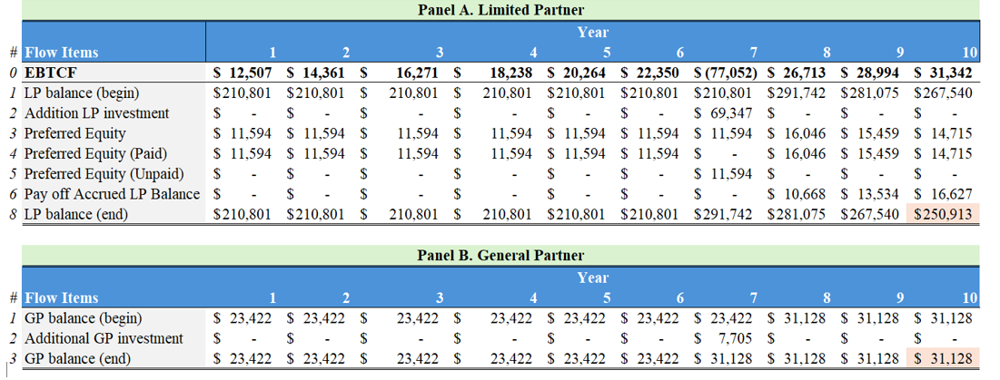 Panel A. Limited Partner
Year
# Flow Items 1 2 3 4 5 6 7 8 9 10
0 EBTCF $ 12,507 $ 14,361 $ 16,271 $ 18,238 $ 20,264 $ 22,350 $ (77,052) $ 26,713 $ 28,994 $ 31,342
1 LP balance (begin) $210,801 $210,801 $ 210,801 $ 210,801 $210,801 $210,801 $210,801 $291,742 $281,075 $267,540
2 Addition LP investment $ - $ - $ - $ - $ - $ - $ 69,347 $ - $ - $ -
3 Preferred Equity $ 11,594 $ 11,594 $ 11,594 $ 11,594 $ 11,594 $ 11,594 $ 11,594 $ 16,046 $ 15,459 $ 14,715
4 Preferred Equity (Paid) $ 11,594 $ 11,594 $ 11,594 $ 11,594 $ 11,594 $ 11,594 $ - $ 16,046 $ 15,459 $ 14,715
5 Preferred Equity (Unpaid) $ - $ - $ - $ - $ - $ - $ 11,594 $ - $ - $ -
6 Pay off Accrued LP Balance $ - $ - $ - $ - $ - $ - $ - $ 10,668 $ 13,534 $ 16,627
8 LP balance (end) $210,801 $210,801 $ 210,801 $ 210,801 $210,801 $210,801 $291,742 $281,075 $267,540 $250,913
Panel B. General Partner
Year
# Flow Items 1 2 3 4 5 6 7 8 9 10
1 GP balance (begin) $ 23,422 $ 23,422 $ 23,422 $ 23,422 $ 23,422 $ 23,422 $ 23,422 $ 31,128 $ 31,128 $ 31,128
2 Additional GP investment $ - $ - $ - $ - $ - $ - $ 7,705 $ - $ - $ -
3 GP balance (end) $ 23,422 $ 23,422 $ 23,422 $ 23,422 $ 23,422 $ 23,422 $ 31,128 $ 31,128 $ 31,128 $ 31,128